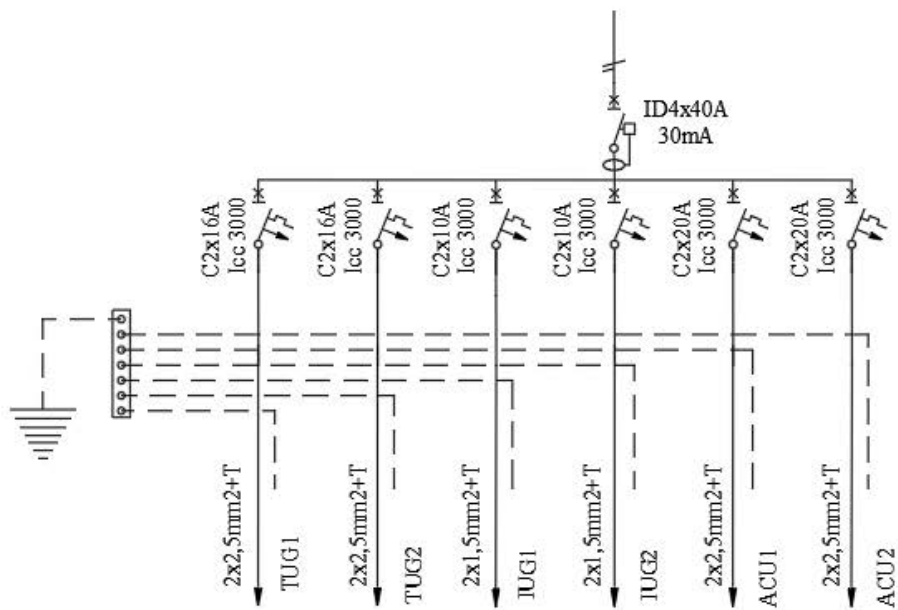 ID4x40A
30mA
C2x16A
Icc 3000
C2x16A
Icc 3000
C2x10A
Icc 3000
C2x10A
Icc 3000
C2x20A
Icc 3000
C2x20A
Icc 3000
2x2,5mm2+T
TUG1
2x2,5mm2+T
TUG2
2x1,5mm2+T
IUG1
2x1,5mm2+T
IUG2
2x2,5mm2+T
ACU1
2x2,5mm2+T
ACU2